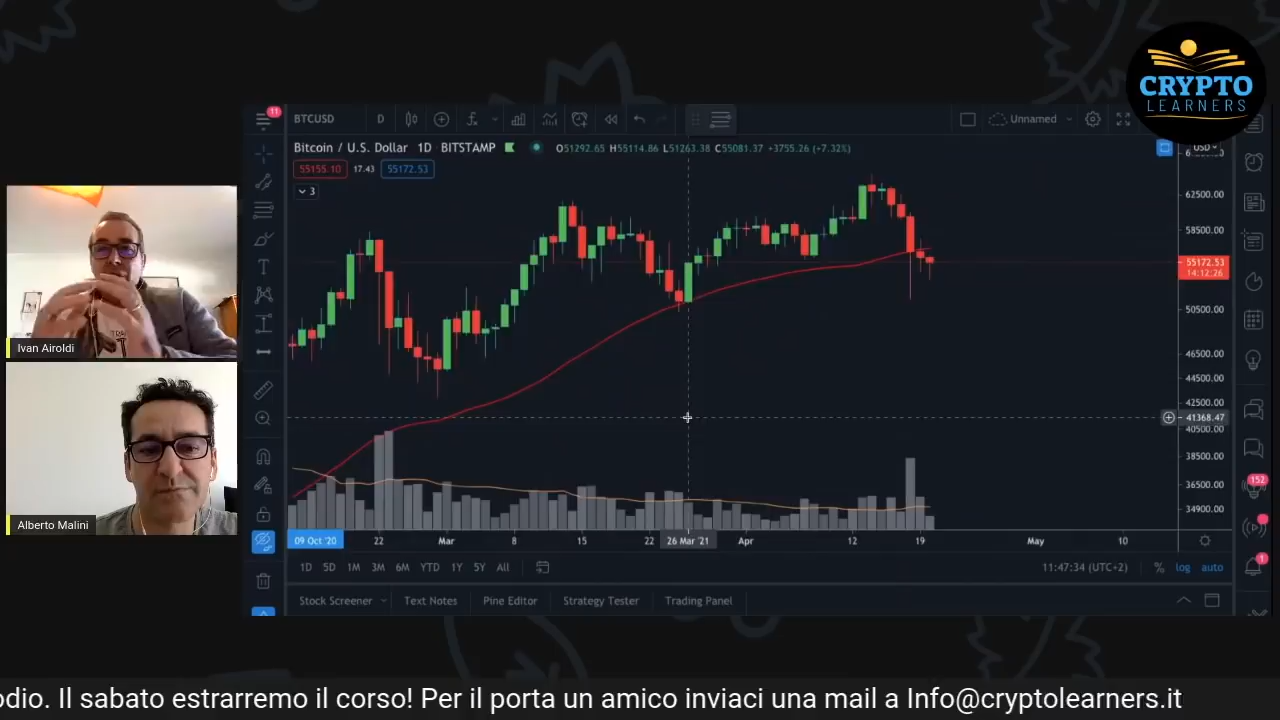 CRYPTO
LEARNERS
11
BTCUSD
D
Unnamed
Bitcoin / U.S. Dollar 1D BITSTAMP
O51292.65 H55114.86 L51263.38 C55081.37 +3755.26 (+7.32%)
USD
55155.10 17.43 55172.53
3
62500.00
58500.00
55172.53
14:12:26
50500.00
46500.00
44500.00
42500.00
41368.47
40500.00
38500.00
36500.00
34900.00
Ivan Airoldi
Alberto Malini
152
1
09 Oct '20 22 Mar 8 15 22 26 Mar '21 Apr 12 19 May 10
1D 5D 1M 3M 6M YTD 1Y 5Y All
11:47:34 (UTC+2) % log auto
Stock Screener Text Notes Pine Editor Strategy Tester Trading Panel
odio. Il sabato estrarremo il corso! Per il porta un amico inviaci una mail a Info@cryptolearners.it